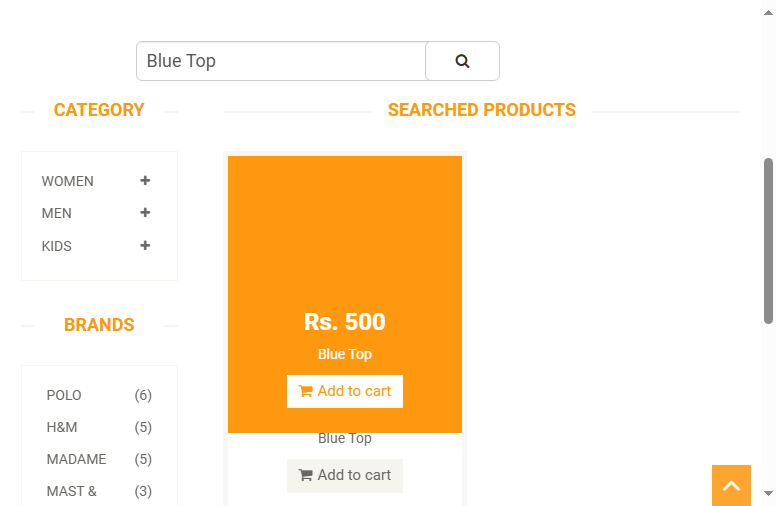 Blue Top
CATEGORY
WOMEN
MEN
KIDS
BRANDS
POLO (6)
H&M (5)
MADAME (5)
MAST & (3)
SEARCHED PRODUCTS
Rs. 500
Blue Top
Add to cart
Blue Top
Add to cart